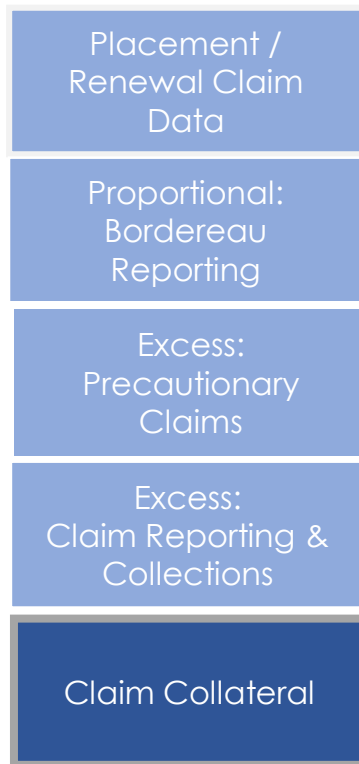 Placement /
Renewal Claim
Data
Proportional:
Bordereau
Reporting
Excess:
Precautionary
Claims
Excess:
Claim Reporting &
Collections
Claim Collateral